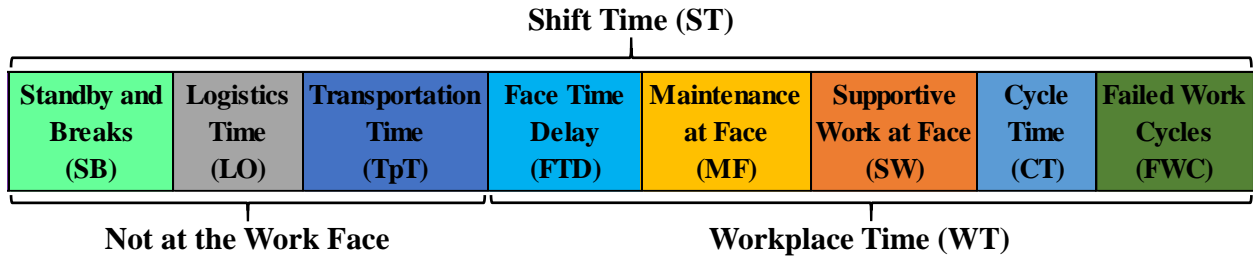 Shift Time (ST)
Standby and
Breaks
(SB)
Logistics
Time
(LO)
Transportation
Time
(TpT)
Face Time
Delay
(FTD)
Maintenance
at Face
(MF)
Supportive
Work at Face
(SW)
Cycle
Time
(CT)
Failed Work
Cycles
(FWC)
Not at the Work Face
Workplace Time (WT)